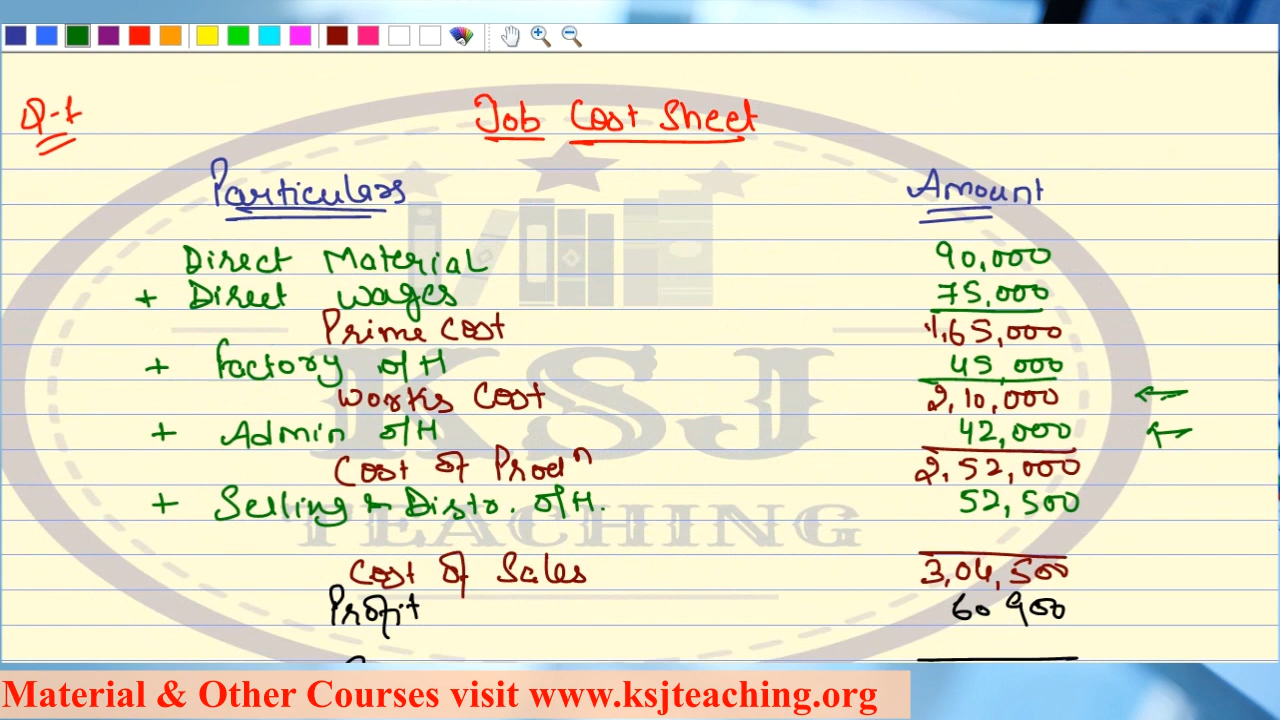 Q-1
Job Cost Sheet
Particulars Amount
Direct Material 90,000
+ Direct wages 75,000
Prime Cost 1,65,000
+ Factory o/H 45,000
Works Cost 2,10,000 ←
+ Admin o/H 42,000 ←
Cost of Prodⁿ 2,52,000
+ Selling & Distr. o/H. 52,500
Cost of Sales 3,04,500
Profit 60 900
KSJ
TEACHING
Material & Other Courses visit www.ksjteaching.org